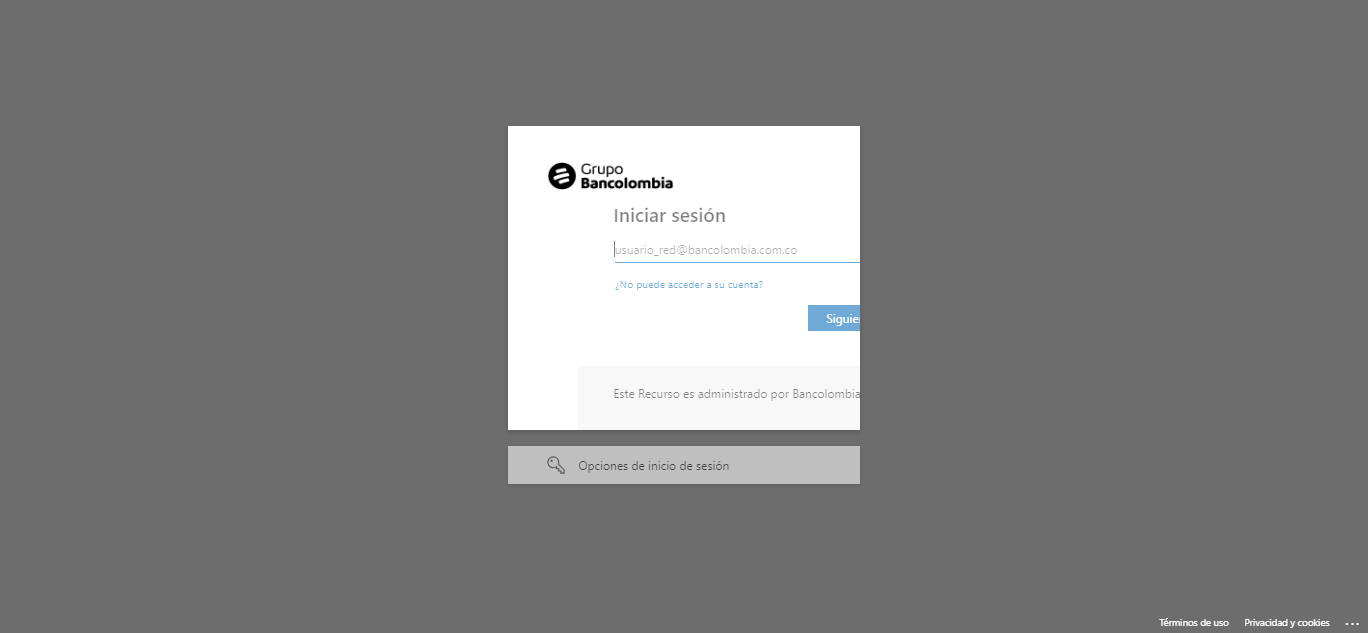 Grupo
Bancolombia
Iniciar sesión
usuario_red@bancolombia.com.co
¿No puede acceder a su cuenta?
Siguie
Este Recurso es administrado por Bancolombia
Opciones de inicio de sesión
Términos de uso Privacidad y cookies ...